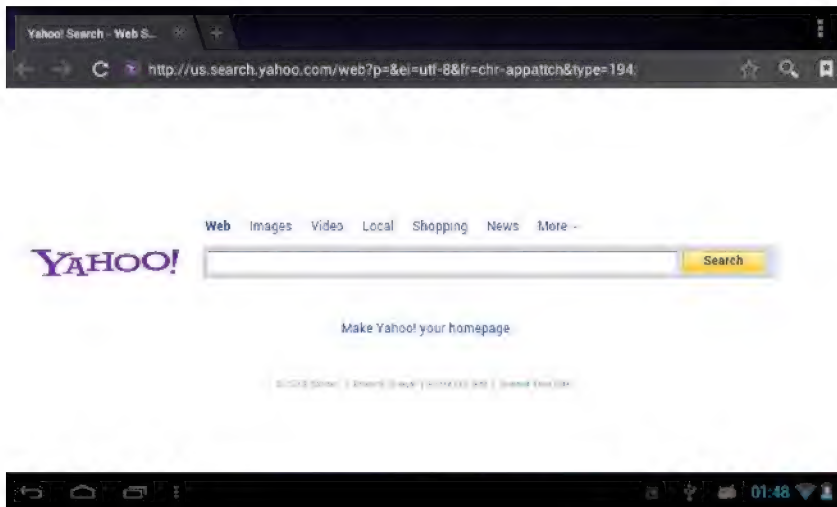 Yahoo! Search - Web S...
http://us.search.yahoo.com/web?p=&ei=utf-8&fr=chr-appattch&type=194
Web Images Video Local Shopping News More
YAHOO! Search
Make Yahoo! your homepage
01:48